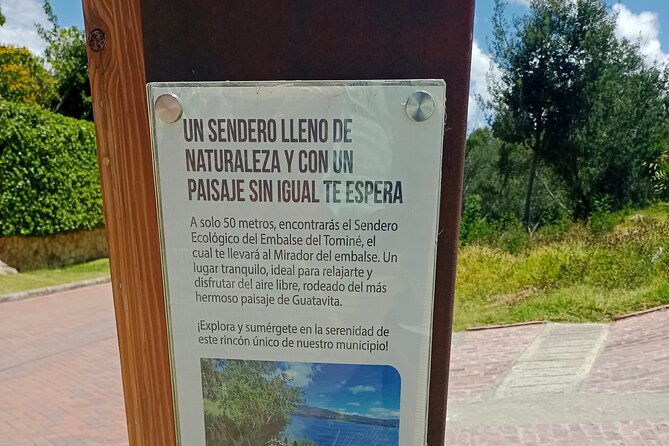 UN SENDERO LLENO DE
NATURALEZA Y CON UN
PAISAJE SIN IGUAL TE ESPERA
A solo 50 metros, encontrarás el Sendero
Ecológico del Embalse del Tominé, el
cual te llevará al Mirador del embalse. Un
lugar tranquilo, ideal para relajarte y
disfrutar del aire libre, rodeado del más
hermoso paisaje de Guatavita.
¡Explora y sumérgete en la serenidad de
este rincón único de nuestro municipio!